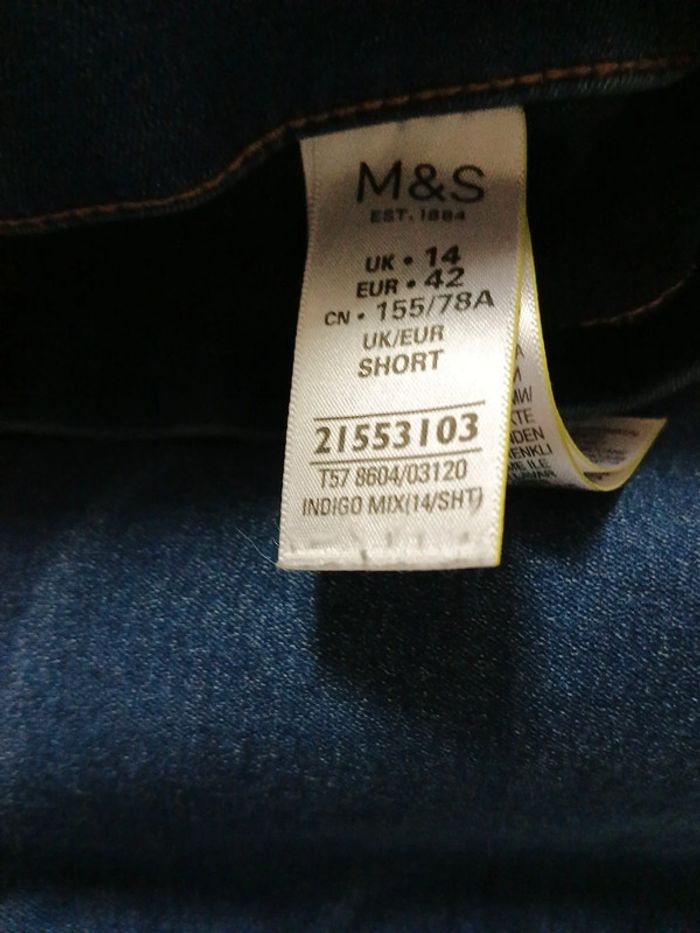 M&S
EST. 1884
UK • 14
EUR • 42
CN • 155/78A
UK/EUR
SHORT
21553103
T57 8604/03120
INDIGO MIX(14/SHT)